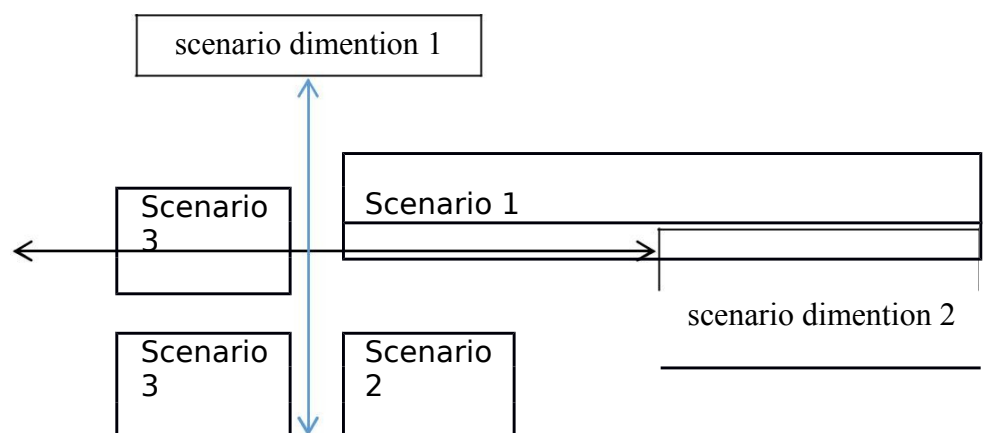 scenario dimention 1
Scenario 1
Scenario
3
scenario dimention 2
Scenario
3
Scenario
2